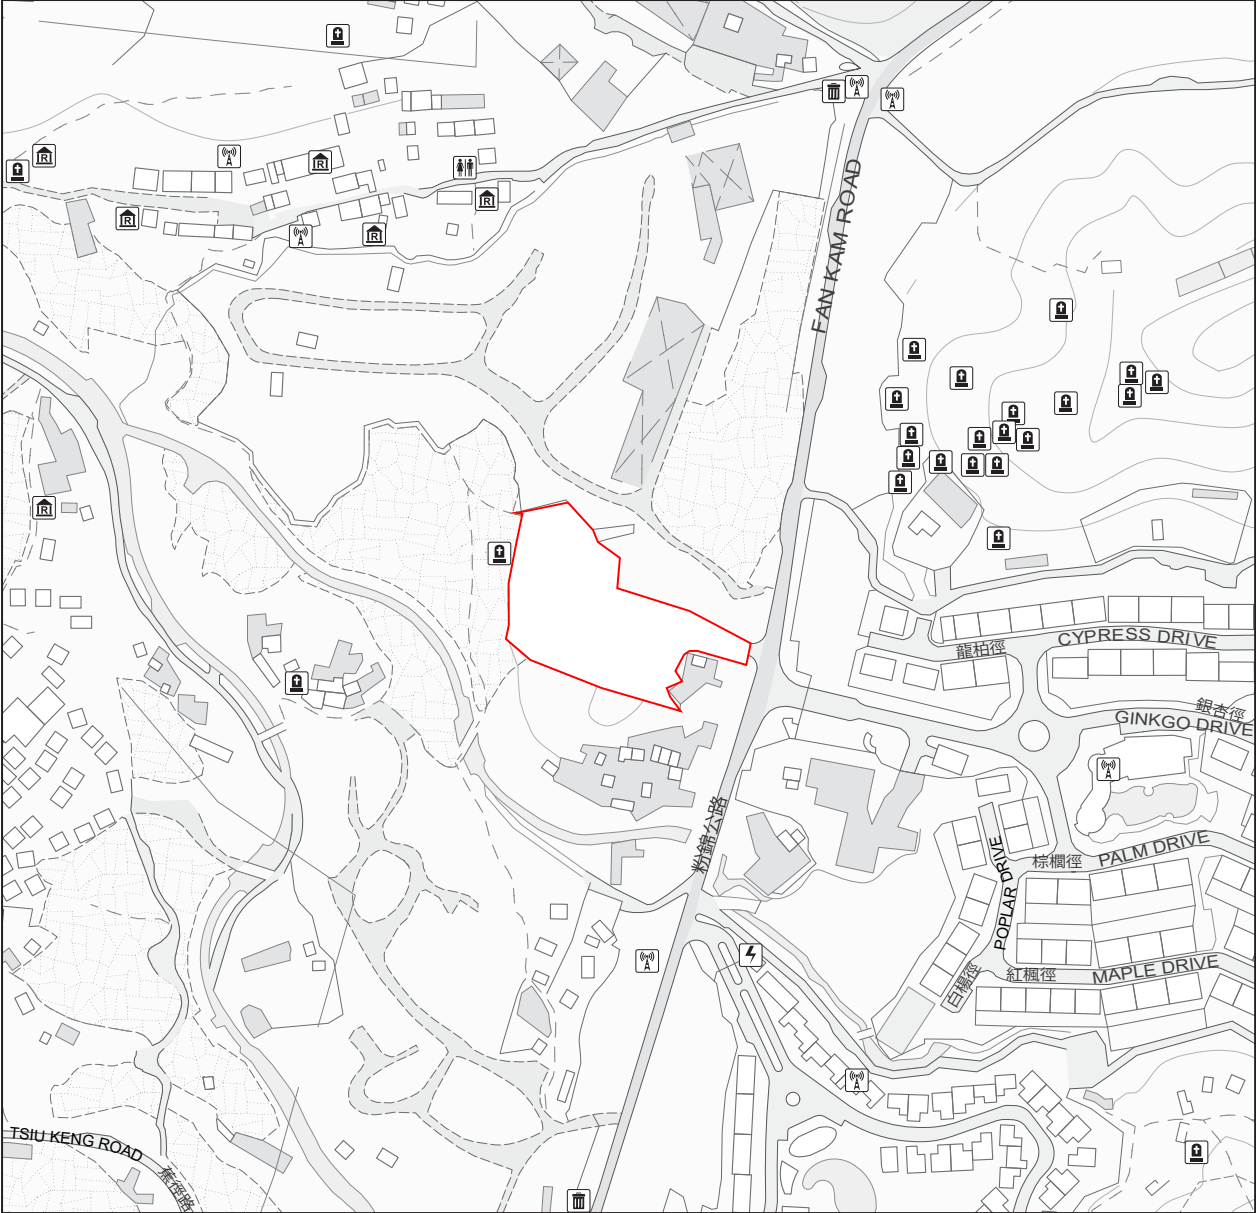 FAN KAM ROAD
龍柏徑
CYPRESS DRIVE
銀杏徑
GINKGO DRIVE
粉錦公路
POPLAR DRIVE
棕櫚徑
PALM DRIVE
白楊徑
紅楓徑
MAPLE DRIVE
TSIU KENG ROAD
蕉徑路
R
R
R
R
R
R